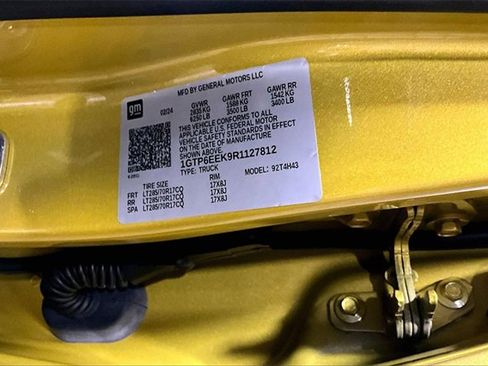 MFD BY GENERAL MOTORS LLC
gm
02/24
GVWR
2835 KG
6250 LB
GAWR FRT
1588 KG
3500 LB
GAWR RR
1542 KG
3400 LB
THIS VEHICLE CONFORMS TO ALL
APPLICABLE U.S. FEDERAL MOTOR
VEHICLE SAFETY STANDARDS IN EFFECT
ON THE DATE OF MANUFACTURE
SHOWN ABOVE.
1GTP6EEK9R1127812
TYPE: TRUCK
MODEL: 92T4H43
TIRE SIZE RIM
FRT LT285/70R17CQ 17X8J
RR LT285/70R17CQ 17X8J
SPA LT285/70R17CQ 17X8J